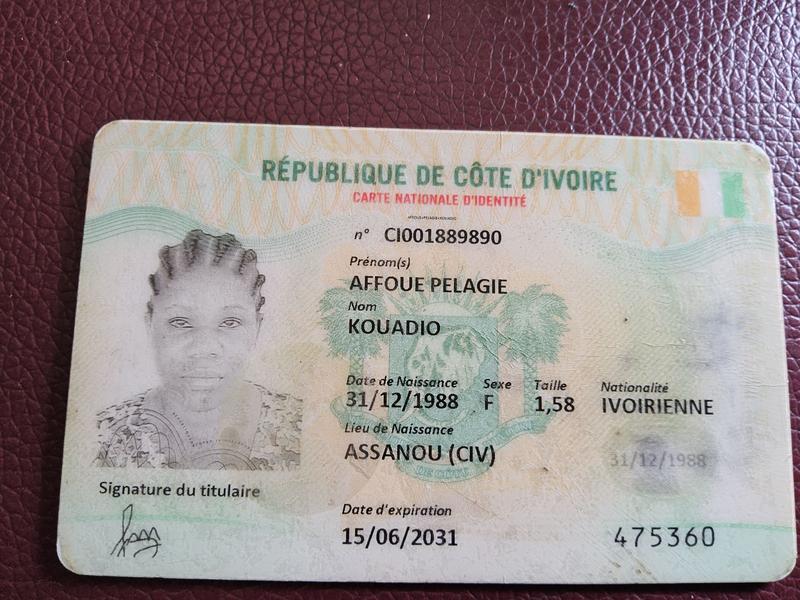 RÉPUBLIQUE DE CÔTE D'IVOIRE
CARTE NATIONALE D'IDENTITÉ
n° CI001889890
Prénom(s)
AFFOUE PELAGIE
Nom
KOUADIO
Date de Naissance Sexe Taille Nationalité
31/12/1988 F 1,58 IVOIRIENNE
Lieu de Naissance
ASSANOU (CIV)
31/12/1988
Signature du titulaire
Date d'expiration
15/06/2031
475360